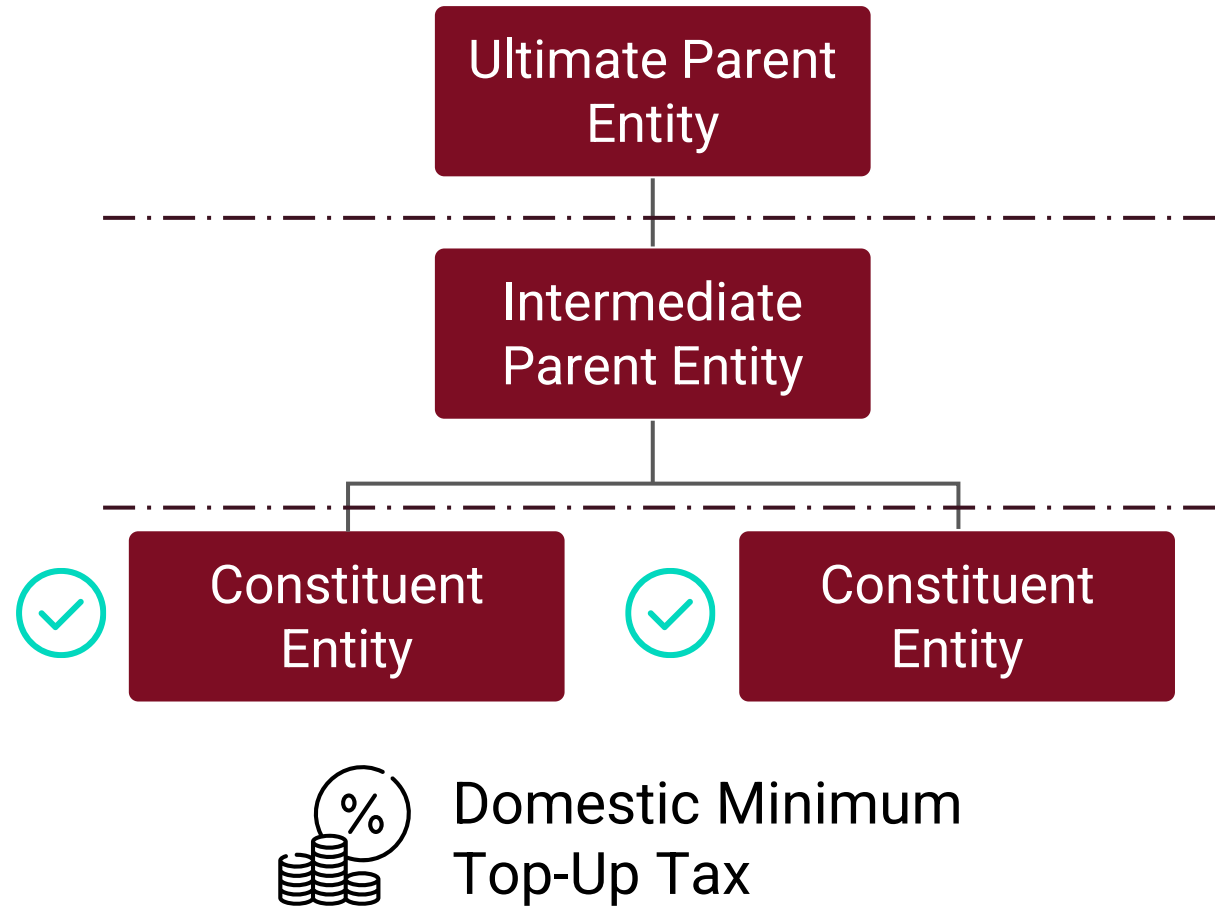 Ultimate Parent
Entity
Intermediate
Parent Entity
Constituent
Entity
Constituent
Entity
%
Domestic Minimum
Top-Up Tax